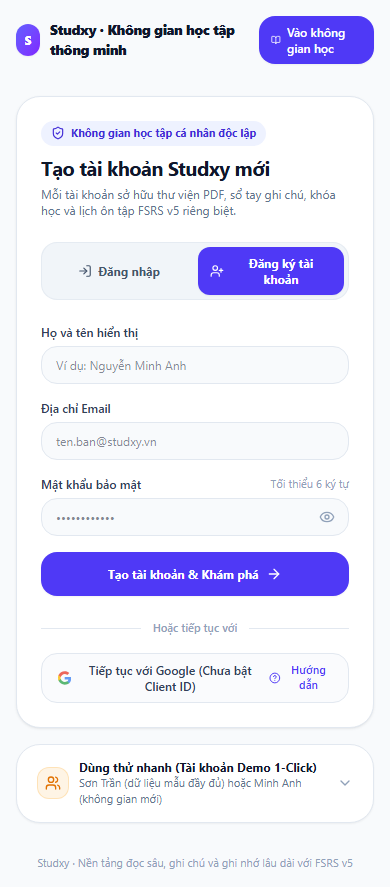 S
Studxy · Không gian học tập
thông minh
Vào không
gian học
Không gian học tập cá nhân độc lập
Tạo tài khoản Studxy mới
Mỗi tài khoản sở hữu thư viện PDF, sổ tay ghi chú, khóa
học và lịch ôn tập FSRS v5 riêng biệt.
Đăng nhập
Đăng ký tài
khoản
Họ và tên hiển thị
Ví dụ: Nguyễn Minh Anh
Địa chỉ Email
ten.ban@studxy.vn
Mật khẩu bảo mật
Tối thiểu 6 ký tự
••••••••••••
Tạo tài khoản & Khám phá
Hoặc tiếp tục với
Tiếp tục với Google (Chưa bật
Client ID)
Hướng
dẫn
Dùng thử nhanh (Tài khoản Demo 1-Click)
Sơn Trần (dữ liệu mẫu đầy đủ) hoặc Minh Anh
(không gian mới)
Studxy · Nền tảng đọc sâu, ghi chú và ghi nhớ lâu dài với FSRS v5